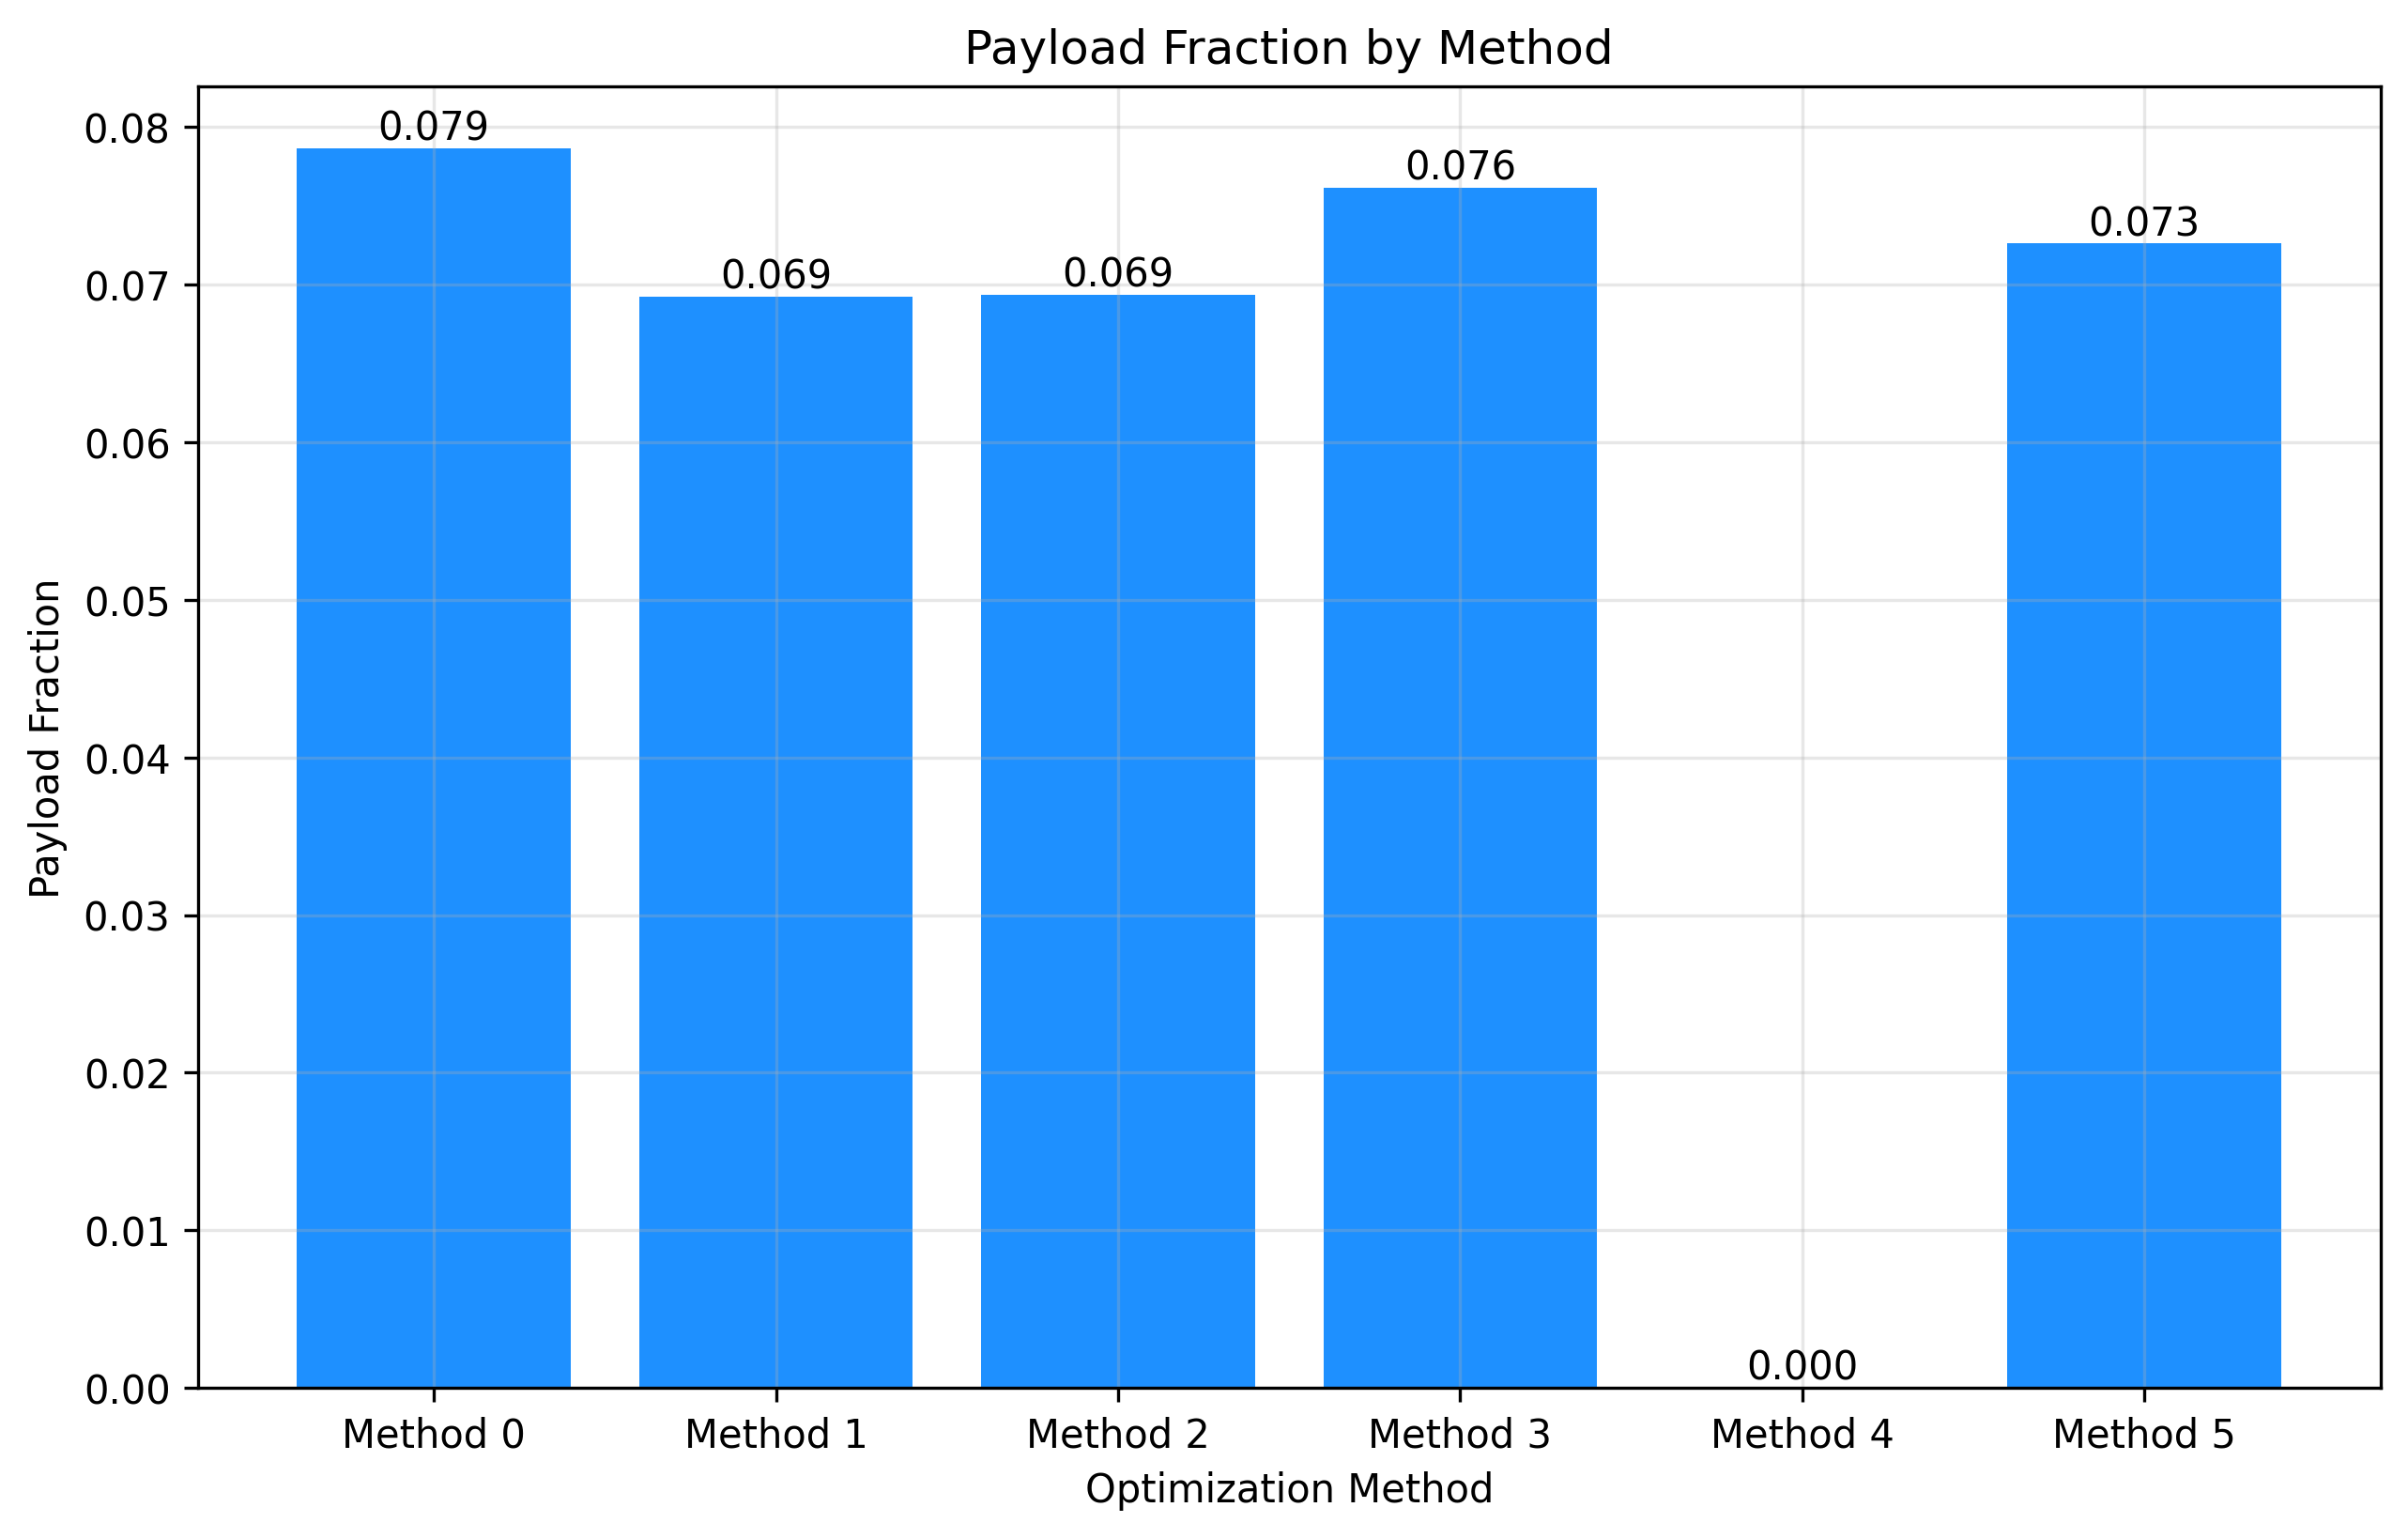 Payload Fraction by Method
Payload Fraction
0.08
0.07
0.06
0.05
0.04
0.03
0.02
0.01
0.00
0.079
0.069
0.069
0.076
0.000
0.073
Method 0
Method 1
Method 2
Method 3
Method 4
Method 5
Optimization Method